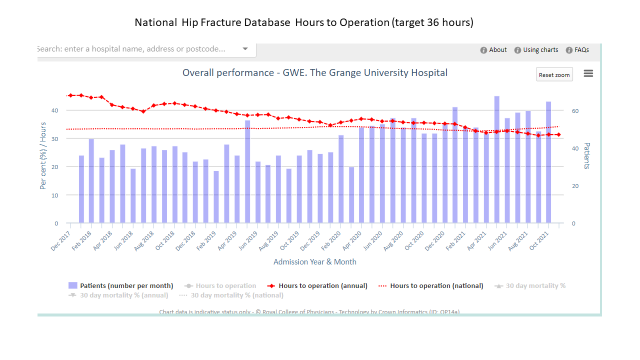 National Hip Fracture Database Hours to Operation (target 36 hours)
Search: enter a hospital name, address or postcode...
About Using charts FAQs
Overall performance - GWE. The Grange University Hospital
Reset zoom
Per cent (%) / Hours
40
30
20
10
0
60
40
20
0
Patients
Dec 2017 Feb 2018 Apr 2018 Jun 2018 Aug 2018 Oct 2018 Dec 2018 Feb 2019 Apr 2019 Jun 2019 Aug 2019 Oct 2019 Dec 2019 Feb 2020 Apr 2020 Jun 2020 Aug 2020 Oct 2020 Dec 2020 Feb 2021 Apr 2021 Jun 2021 Aug 2021 Oct 2021
Admission Year & Month
Patients (number per month) Hours to operation Hours to operation (annual) Hours to operation (national) 30 day mortality %
30 day mortality % (annual) 30 day mortality % (national)
Chart data is indicative status only - © Royal College of Physicians - Technology by Crown Informatics (ID: OP14a)